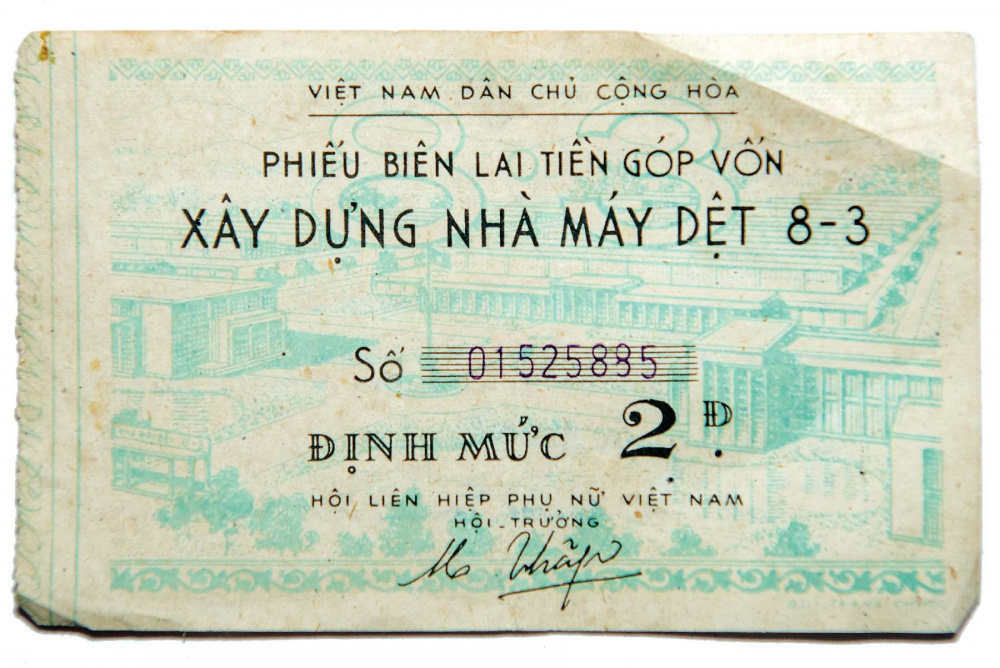 VIỆT NAM DÂN CHỦ CỘNG HÒA
PHIẾU BIÊN LAI TIỀN GÓP VỐN
XÂY DỰNG NHÀ MÁY DỆT 8-3
Số 01525885
ĐỊNH MỨC 2Đ.
HỘI LIÊN HIỆP PHỤ NỮ VIỆT NAM
HỘI-TRƯỞNG